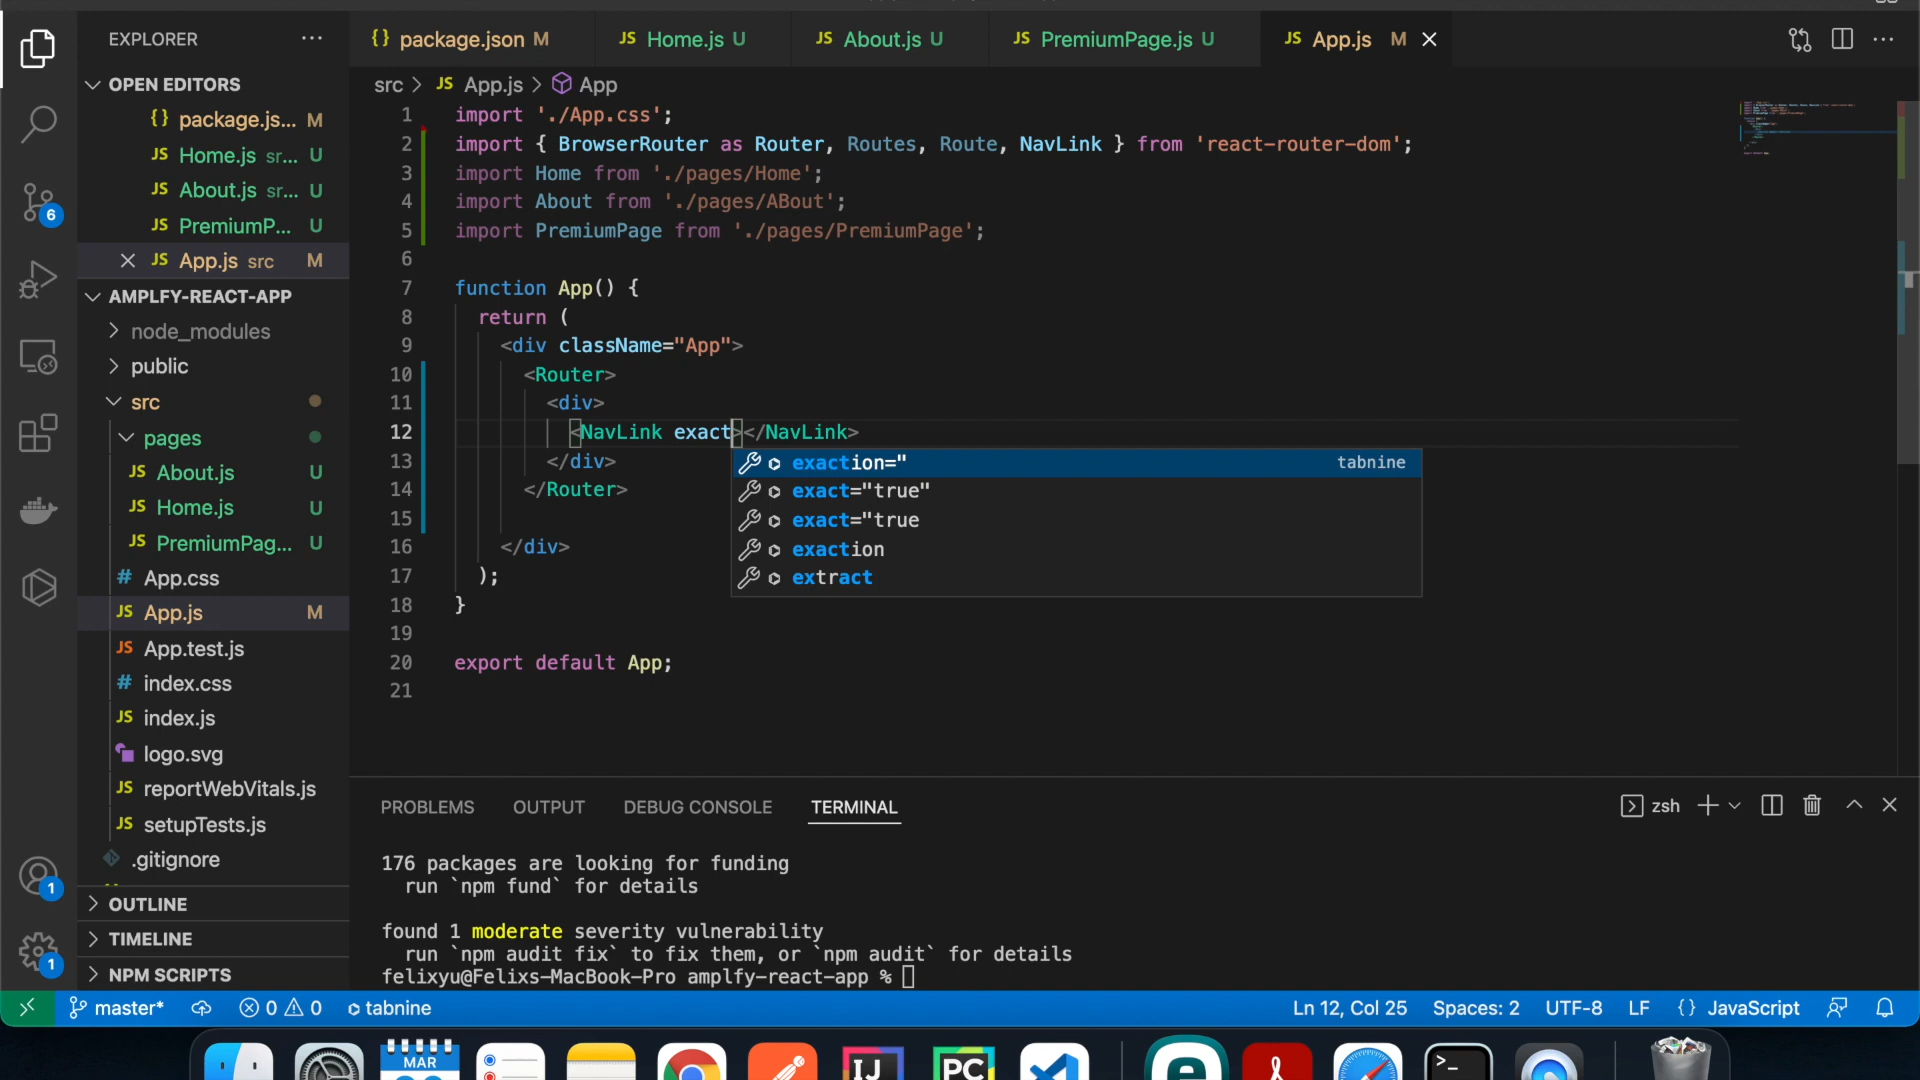 EXPLORER
OPEN EDITORS
{} package.js... M
JS Home.js sr... U
JS About.js sr... U
JS PremiumP... U
JS App.js src M
AMPLFY-REACT-APP
node_modules
public
src
pages
JS About.js U
JS Home.js U
JS PremiumPag... U
# App.css
JS App.js M
JS App.test.js
# index.css
JS index.js
logo.svg
JS reportWebVitals.js
JS setupTests.js
.gitignore
OUTLINE
TIMELINE
NPM SCRIPTS
6
1
1
{} package.json M
JS Home.js U
JS About.js U
JS PremiumPage.js U
JS App.js M
src > JS App.js > App
1 import './App.css';
2 import { BrowserRouter as Router, Routes, Route, NavLink } from 'react-router-dom';
3 import Home from './pages/Home';
4 import About from './pages/ABout';
5 import PremiumPage from './pages/PremiumPage';
6
7 function App() {
8 return (
9 <div className="App">
10 <Router>
11 <div>
12 <NavLink exact></NavLink>
13 </div>
14 </Router>
15
16 </div>
17 );
18 }
19
20 export default App;
21
exaction=" tabnine
exact="true"
exact="true
exaction
extract
PROBLEMS OUTPUT DEBUG CONSOLE TERMINAL
zsh
176 packages are looking for funding
run `npm fund` for details
found 1 moderate severity vulnerability
run `npm audit fix` to fix them, or `npm audit` for details
felixyu@Felixs-MacBook-Pro amplfy-react-app %
master* 0 0 tabnine
Ln 12, Col 25 Spaces: 2 UTF-8 LF {} JavaScript
MAR
IJ
PC